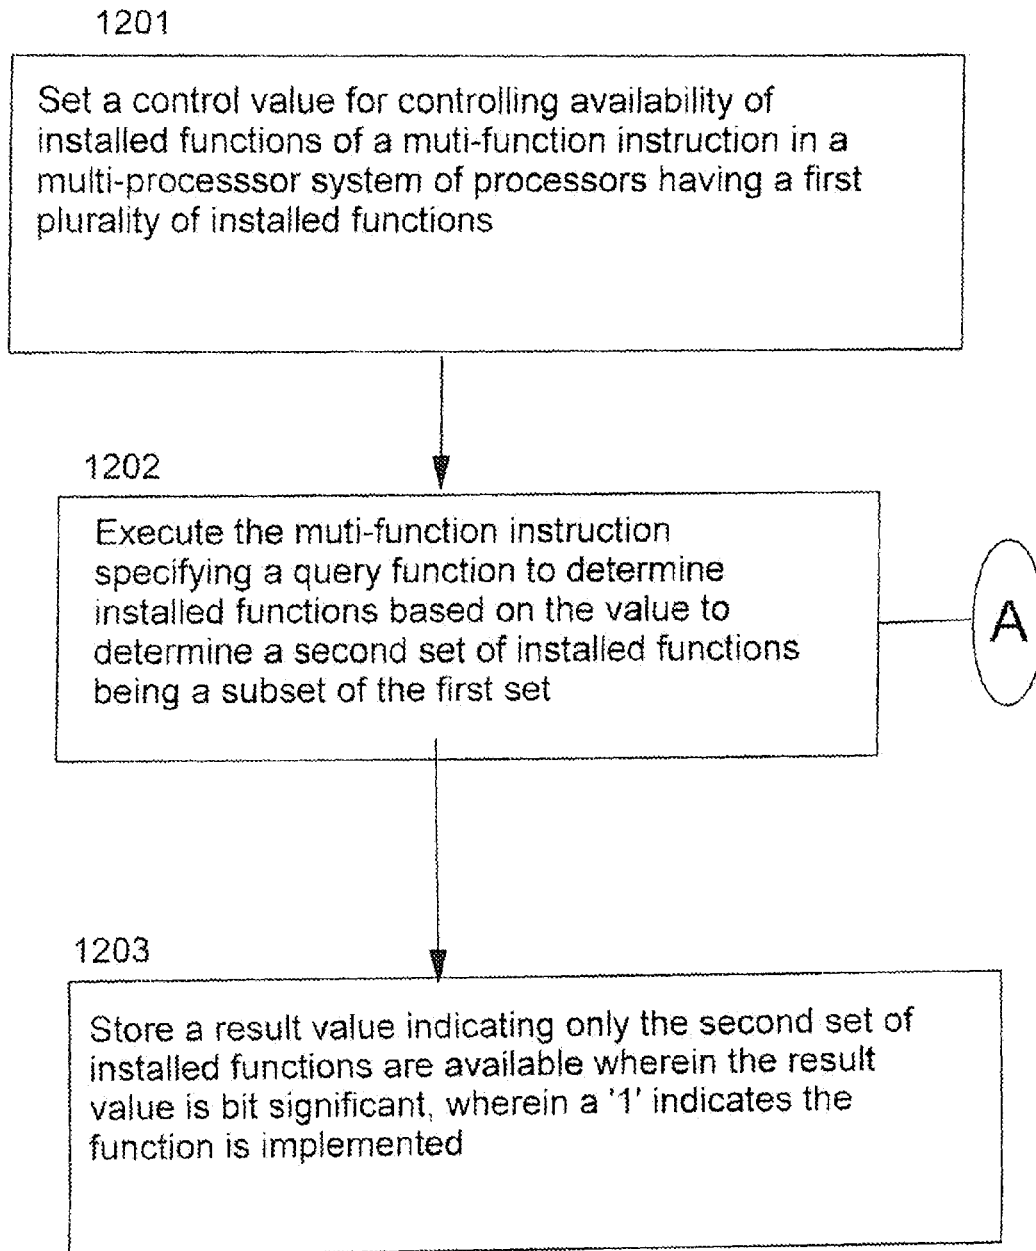 1201
Set a control value for controlling availability of
installed functions of a muti-function instruction in a
multi-processsor system of processors having a first
plurality of installed functions
1202
Execute the muti-function instruction
specifying a query function to determine
installed functions based on the value to
determine a second set of installed functions
being a subset of the first set
A
1203
Store a result value indicating only the second set of
installed functions are available wherein the result
value is bit significant, wherein a '1' indicates the
function is implemented